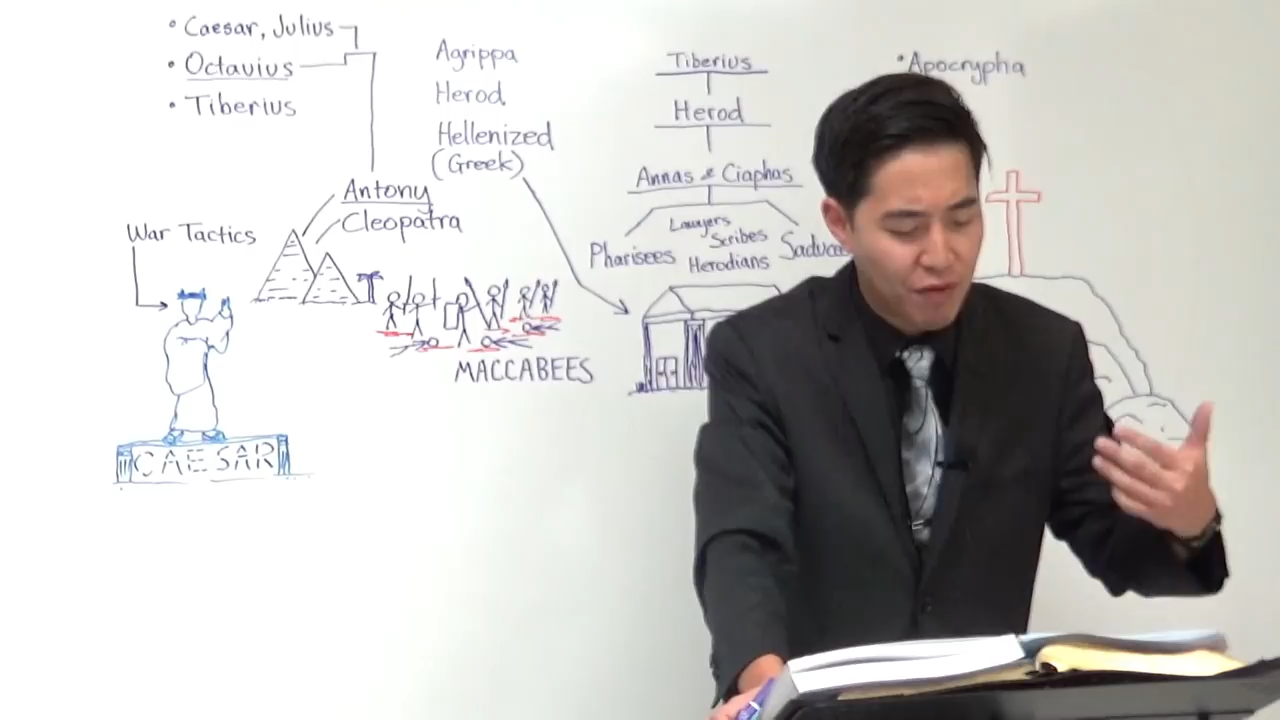 • Caesar, Julius
• Octavius
• Tiberius
Antony
Cleopatra
War Tactics
CAESAR
Agrippa
Herod
Hellenized
(Greek)
MACCABEES
Tiberius
Herod
Annas & Ciaphas
Lawyers
Scribes
Pharisees
Herodians
• Apocrypha